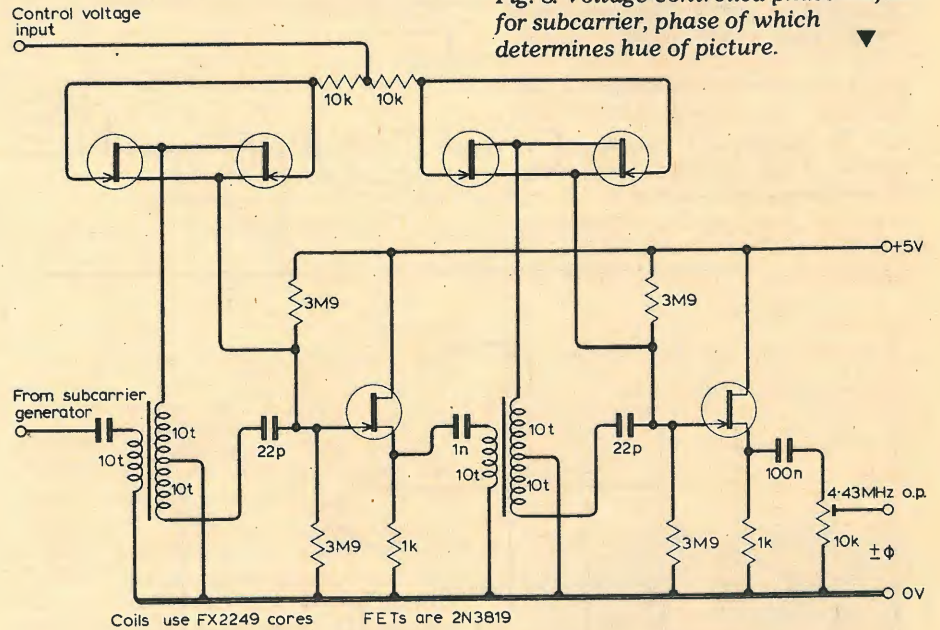 Control voltage
input
Fig. Voltage controlled phase
for subcarrier, phase of which
determines hue of picture.
10k 10k
+5V
3M9 3M9
From subcarrier
generator
10t 10t 10t
22p
1n
10t 10t 10t
22p
100n
4·43MHz o.p.
3M9 1k 3M9 1k 10k ±ϕ
0V
Coils use FX2249 cores FETs are 2N3819